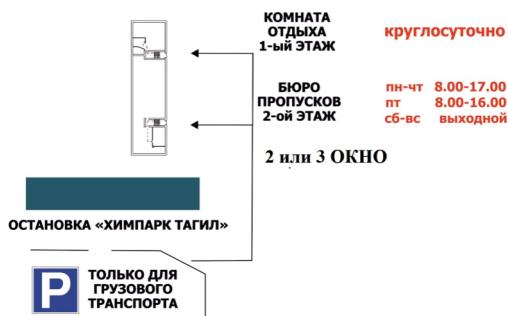 КОМНАТА
ОТДЫХА
1-ый ЭТАЖ
круглосуточно
БЮРО
ПРОПУСКОВ
2-ой ЭТАЖ
пн-чт 8.00-17.00
пт 8.00-16.00
сб-вс выходной
2 или 3 ОКНО
ОСТАНОВКА «ХИМПАРК ТАГИЛ»
P
ТОЛЬКО ДЛЯ
ГРУЗОВОГО
ТРАНСПОРТА